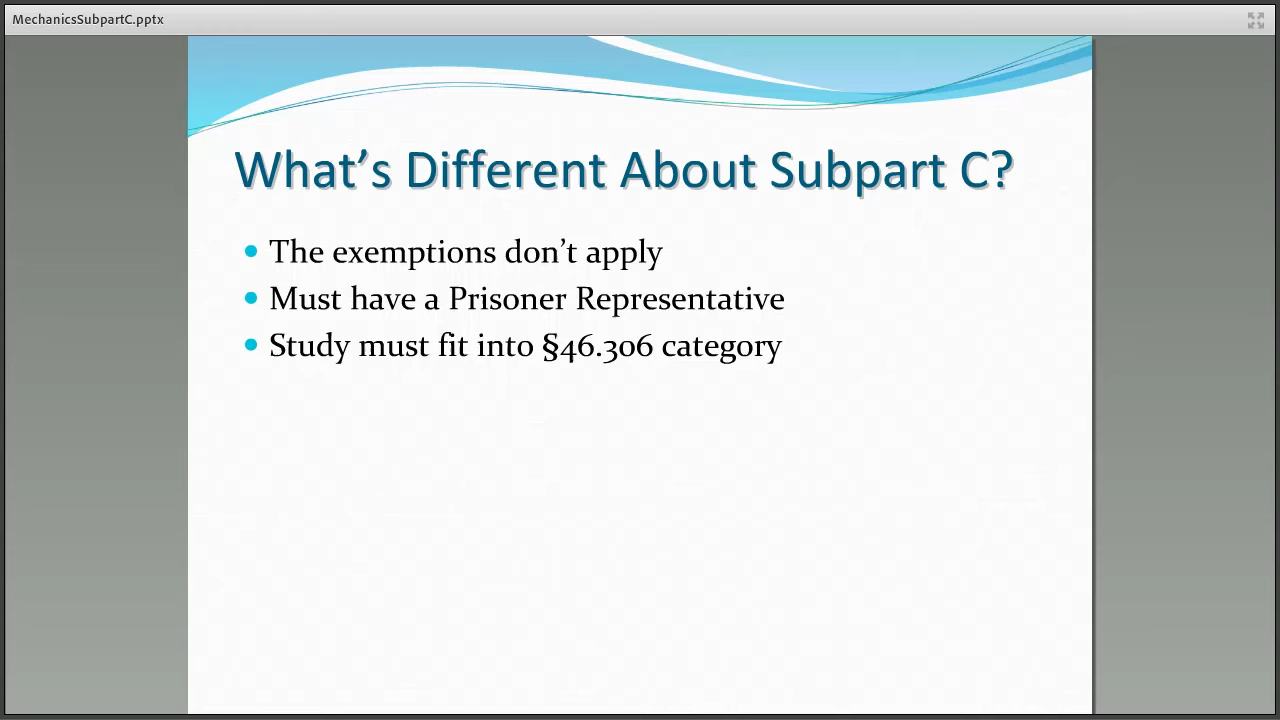 MechanicsSubpartC.pptx
What’s Different About Subpart C?
The exemptions don’t apply
Must have a Prisoner Representative
Study must fit into §46.306 category